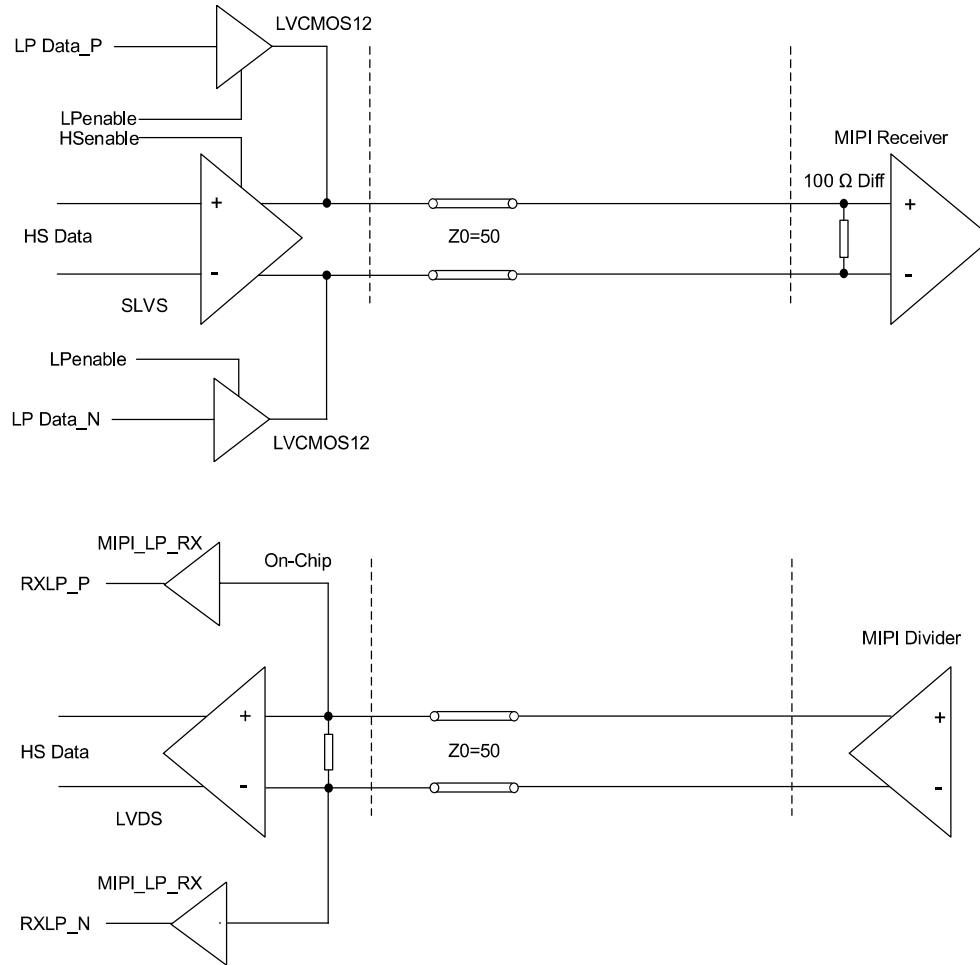 LVCMOS12
LP Data_P
LPenable
HSenable
MIPI Receiver
100 Ω Diff
+
+
HS Data
Z0=50
-
-
SLVS
LPenable
LP Data_N
LVCMOS12
MIPI_LP_RX
On-Chip
RXLP_P
MIPI Divider
+
+
HS Data
Z0=50
-
-
LVDS
MIPI_LP_RX
RXLP_N